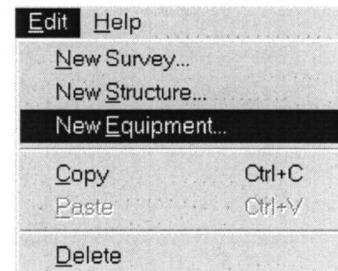 Edit Help
New Survey...
New Structure...
New Equipment...
Copy Ctrl+C
Paste Ctrl+V
Delete